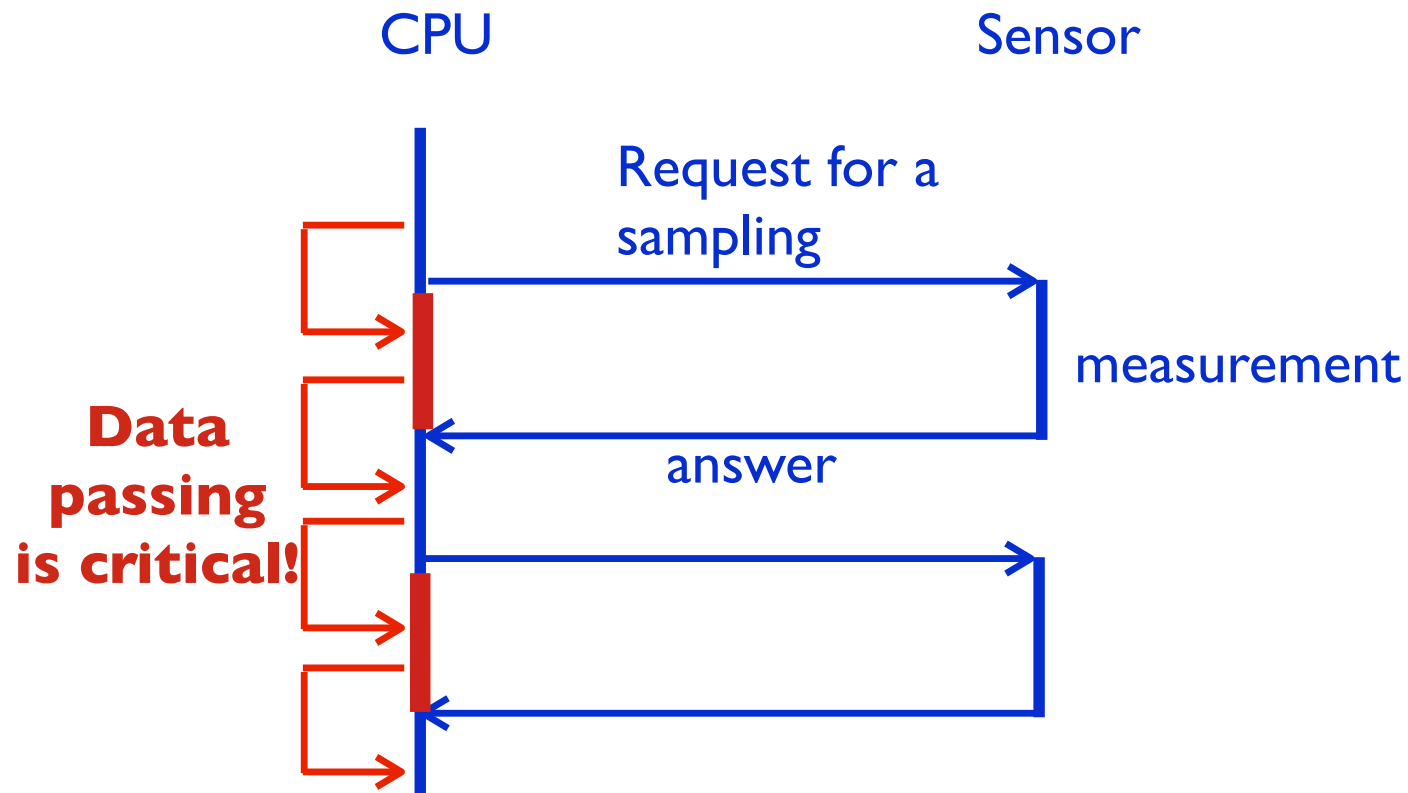 CPU
Sensor
Request for a
sampling
measurement
Data
passing
is critical!
answer